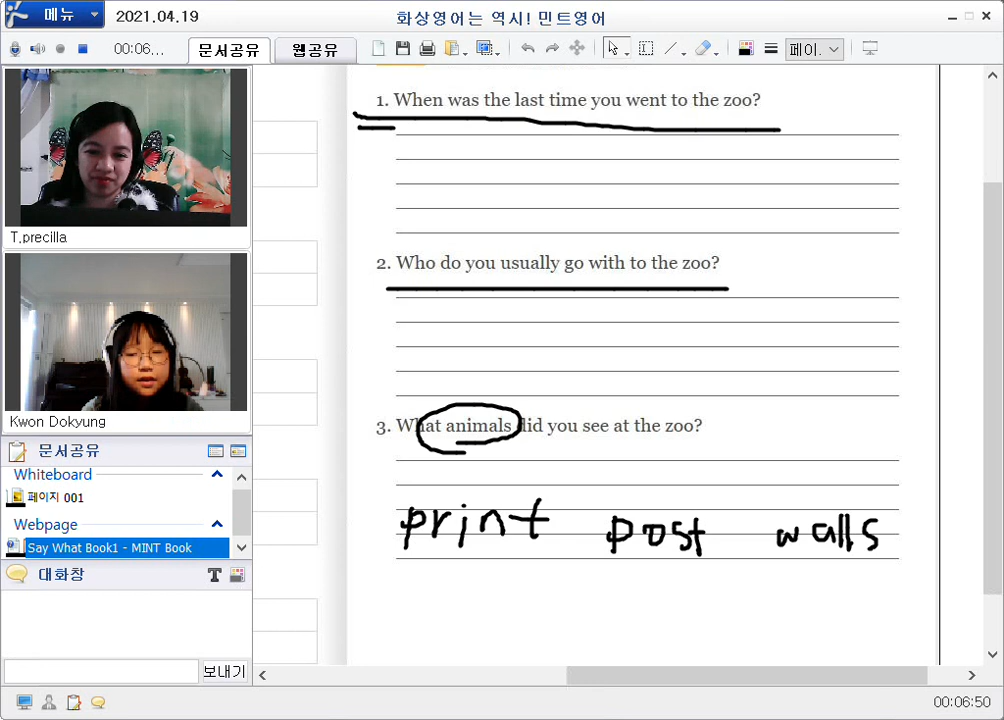 메뉴 2021.04.19 화상영어는 역시! 민트영어
00:06... 문서공유 웹공유 페이.
T.precilla
Kwon Dokyung
문서공유
Whiteboard
페이지 001
Webpage
Say What Book1 - MINT Book
대화창
보내기
1. When was the last time you went to the zoo?
2. Who do you usually go with to the zoo?
3. What animals did you see at the zoo?
print post walls
00:06:50